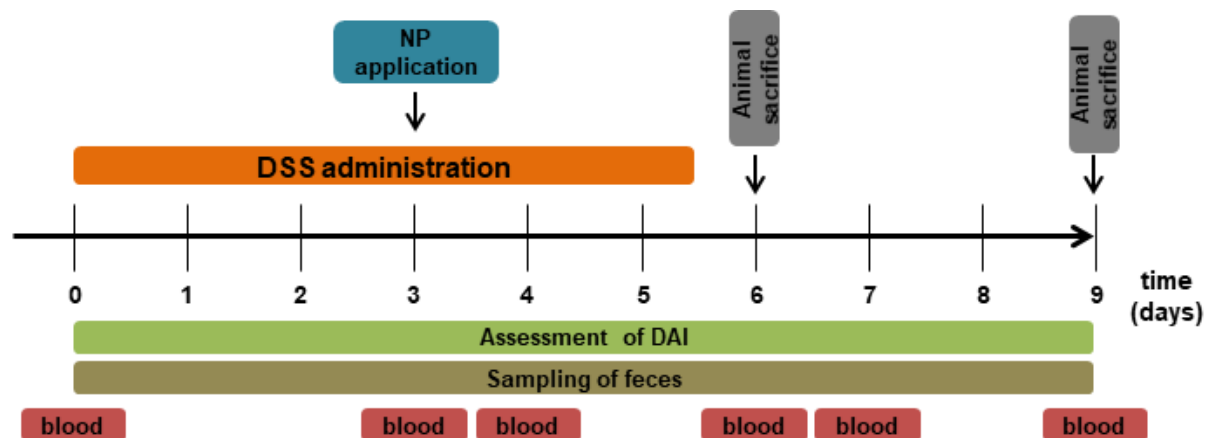 NP
application
Animal
sacrifice
Animal
sacrifice
DSS administration
0 1 2 3 4 5 6 7 8 9
time
(days)
Assessment of DAI
Sampling of feces
blood blood blood blood blood blood